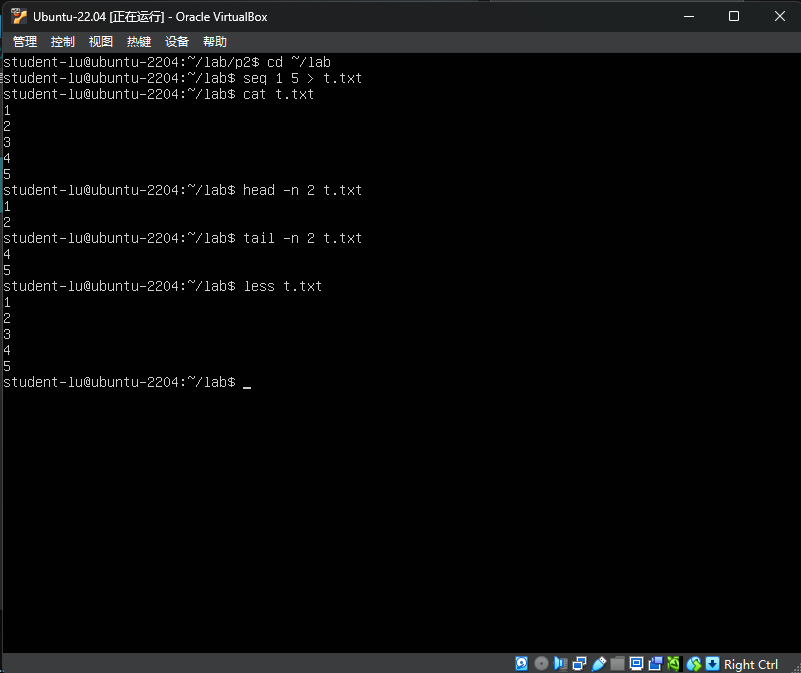 Ubuntu-22.04 [正在运行] - Oracle VirtualBox
管理 控制 视图 热键 设备 帮助
student-lu@ubuntu-2204:~/lab/p2$ cd ~/lab
student-lu@ubuntu-2204:~/lab$ seq 1 5 > t.txt
student-lu@ubuntu-2204:~/lab$ cat t.txt
1
2
3
4
5
student-lu@ubuntu-2204:~/lab$ head -n 2 t.txt
1
2
student-lu@ubuntu-2204:~/lab$ tail -n 2 t.txt
4
5
student-lu@ubuntu-2204:~/lab$ less t.txt
1
2
3
4
5
student-lu@ubuntu-2204:~/lab$ _
Right Ctrl